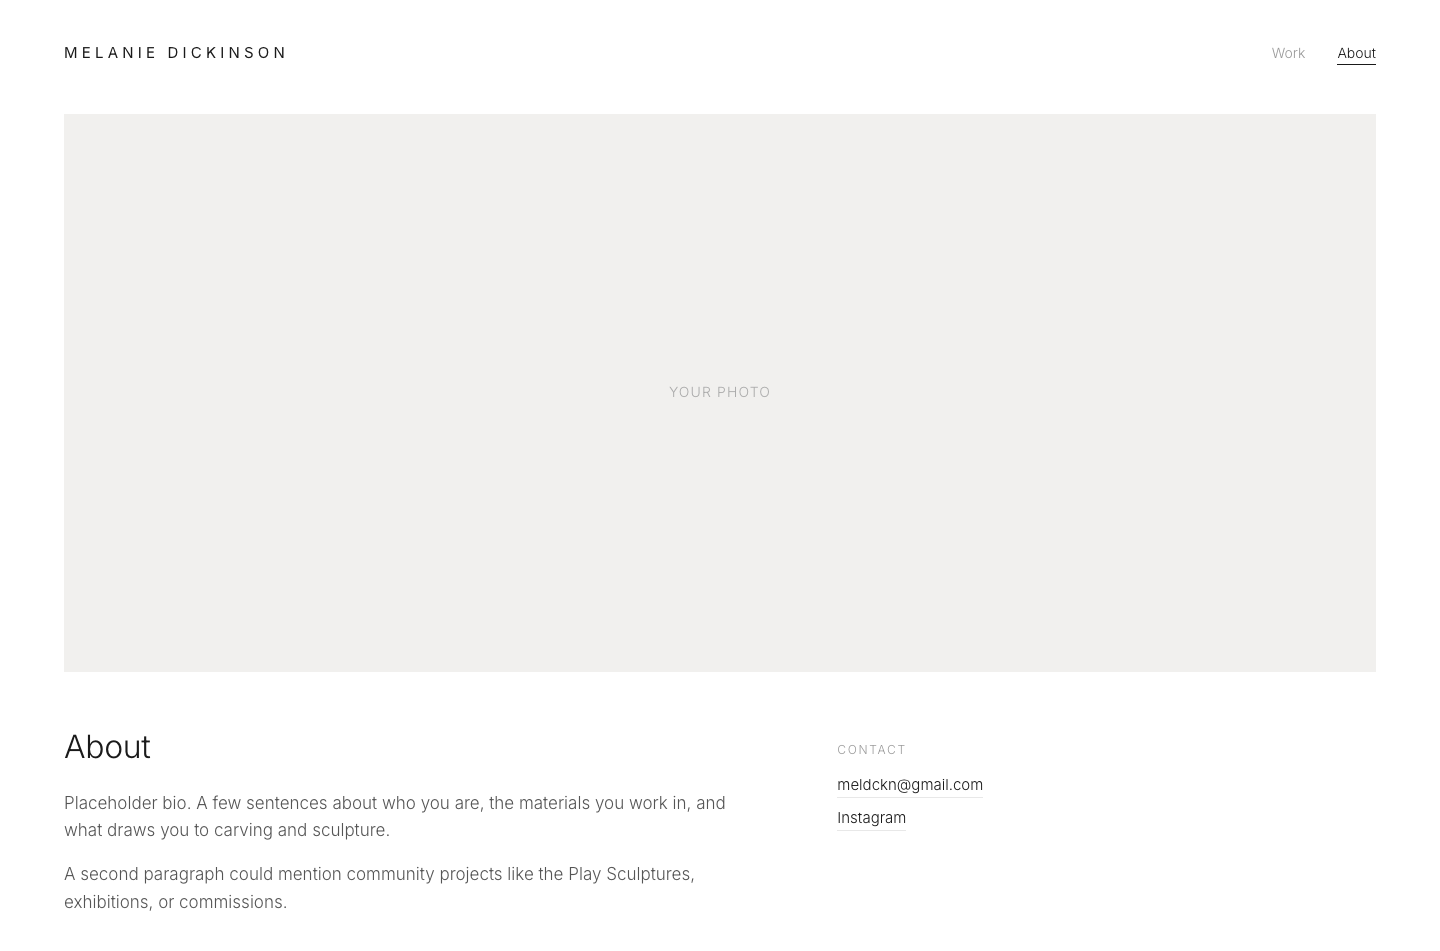 MELANIE DICKINSON
Work
About
YOUR PHOTO
About
Placeholder bio. A few sentences about who you are, the materials you work in, and
what draws you to carving and sculpture.
A second paragraph could mention community projects like the Play Sculptures,
exhibitions, or commissions.
CONTACT
meldckn@gmail.com
Instagram